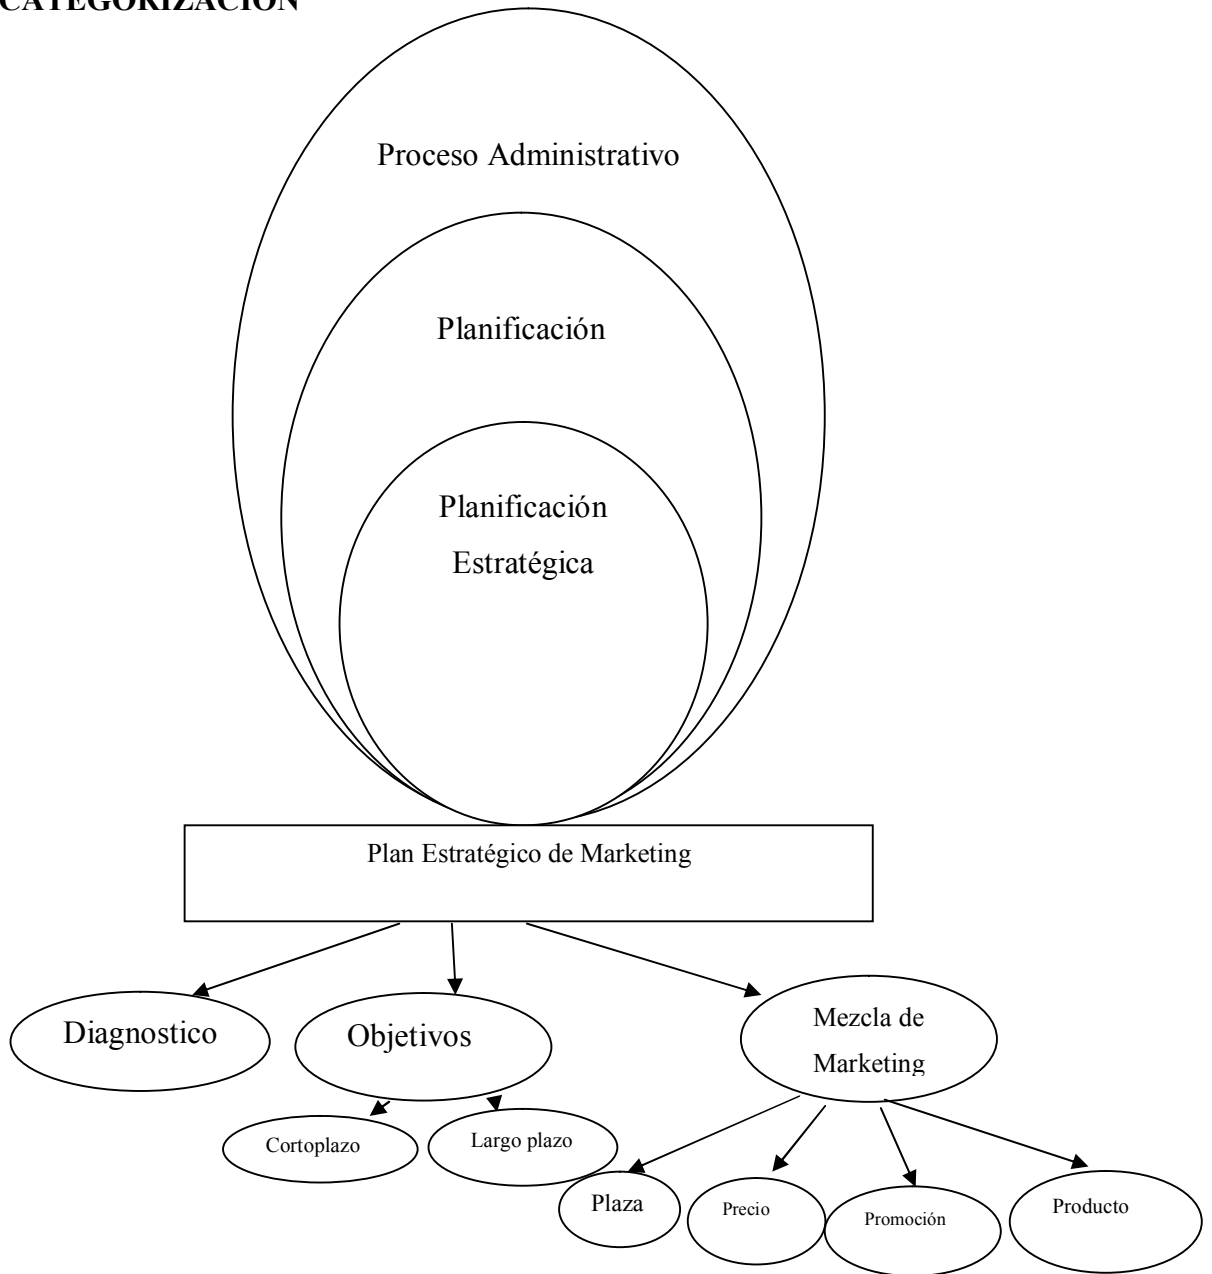 CATEGORIZACIÓN
Proceso Administrativo
Planificación
Planificación
Estratégica
Plan Estratégico de Marketing
Diagnostico
Objetivos
Mezcla de
Marketing
Cortoplazo
Largo plazo
Plaza
Precio
Promoción
Producto